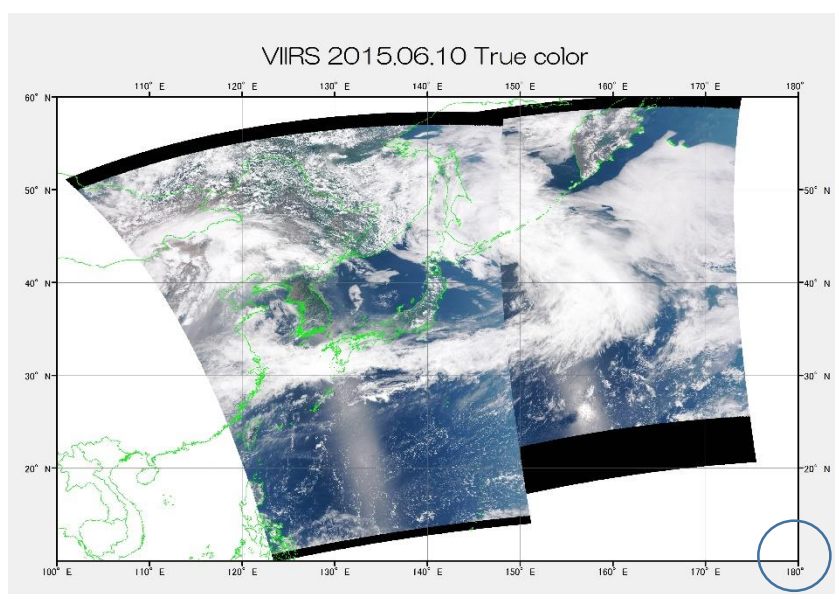 VIIRS 2015.06.10 True color
110° E 120° E 130° E 140° E 150° E 160° E 170° E 180°
60° N
50° N 50° N
40° N 40° N
30° N 30° N
20° N 20° N
100° E 110° E 120° E 130° E 140° E 150° E 160° E 170° E 180°